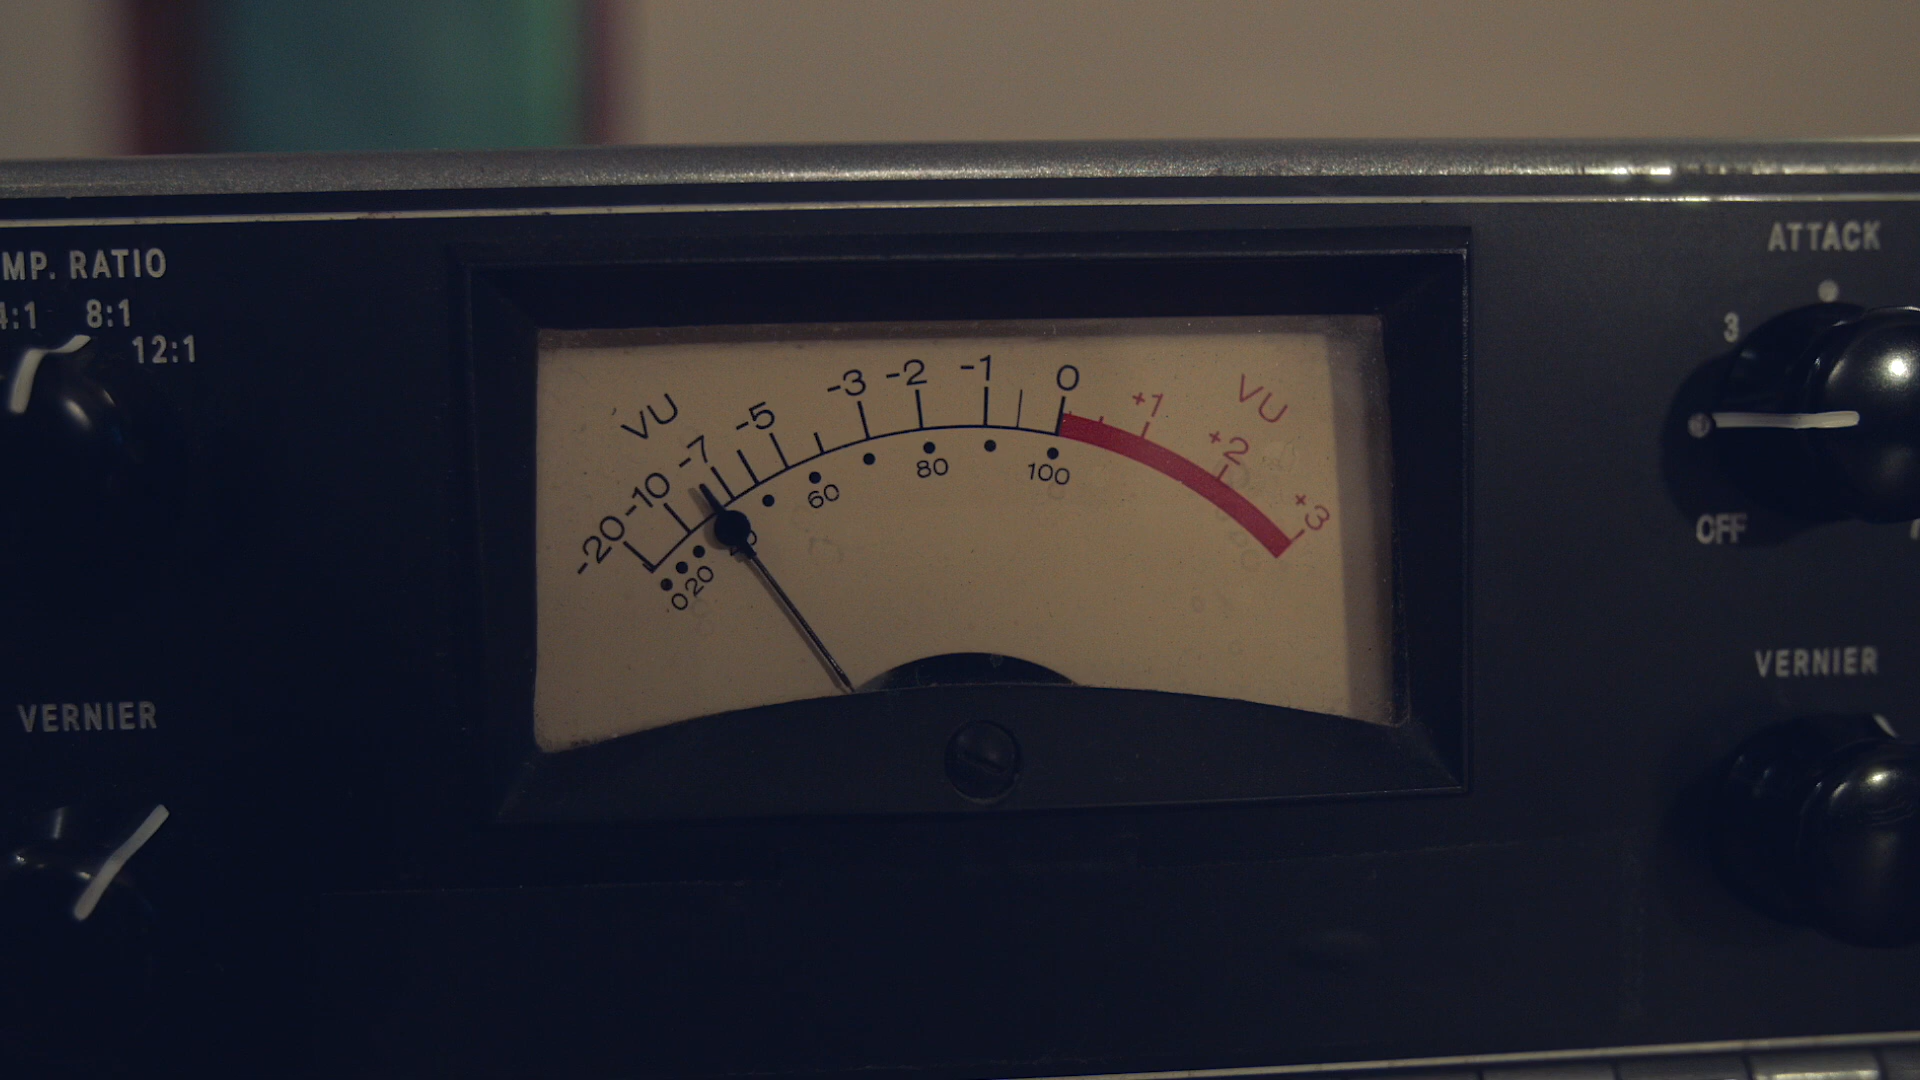 MP. RATIO
4:1 8:1
12:1
VERNIER
VU
-20 -10 -7 -5 -3 -2 -1 0
+1 +2 +3
VU
0 20 60 80 100
ATTACK
3
OFF
VERNIER